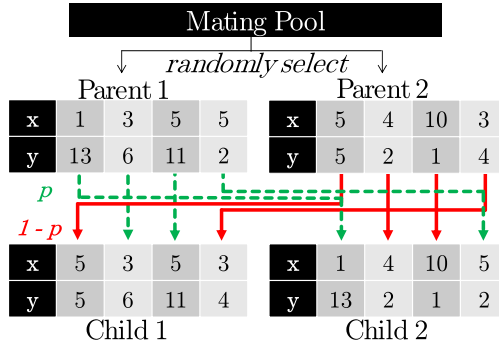 Mating Pool
randomly select
Parent 1 Parent 2
x 1 3 5 5 x 5 4 10 3
y 13 6 11 2 y 5 2 1 4
p
1 - p
x 5 3 5 3 x 1 4 10 5
y 5 6 11 4 y 13 2 1 2
Child 1 Child 2